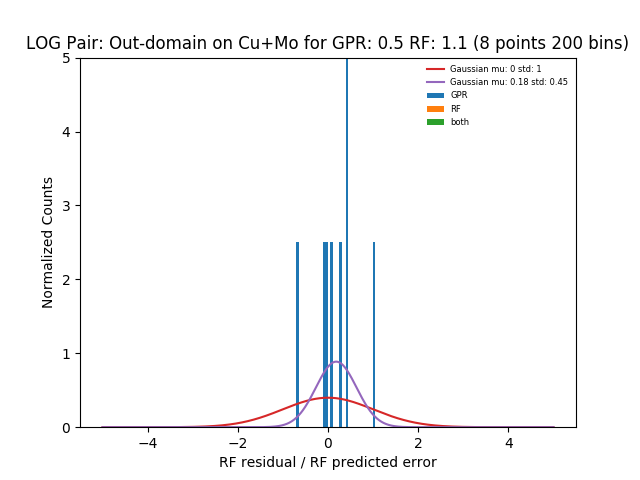 LOG Pair: Out-domain on Cu+Mo for GPR: 0.5 RF: 1.1 (8 points 200 bins)
Gaussian mu: 0 std: 1
Gaussian mu: 0.18 std: 0.45
GPR
RF
both
Normalized Counts
5
4
3
2
1
0
−4
−2
0
2
4
RF residual / RF predicted error